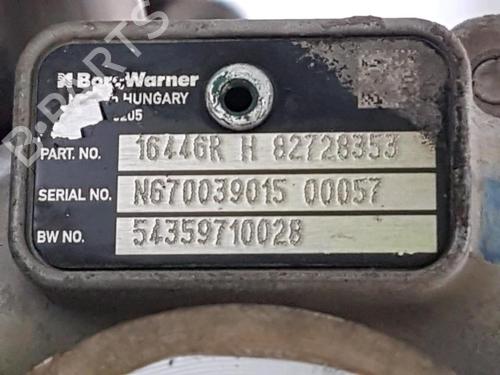 BorgWarner
HUNGARY
PART. NO. 16446R H 82728353
SERIAL NO. N670039015 00057
BW NO. 54359710028
B-PARTS